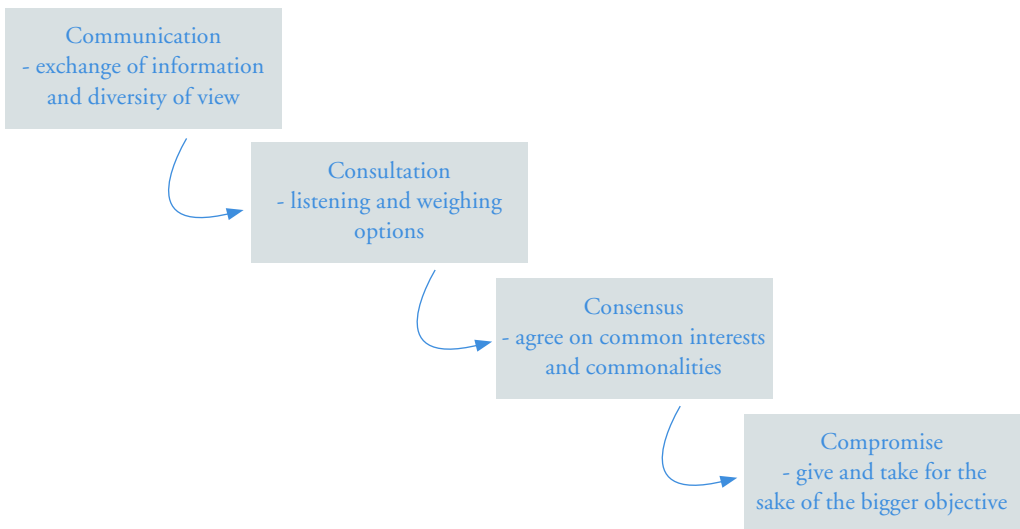 Communication
- exchange of information
and diversity of view
Consultation
- listening and weighing
options
Consensus
- agree on common interests
and commonalities
Compromise
- give and take for the
sake of the bigger objective